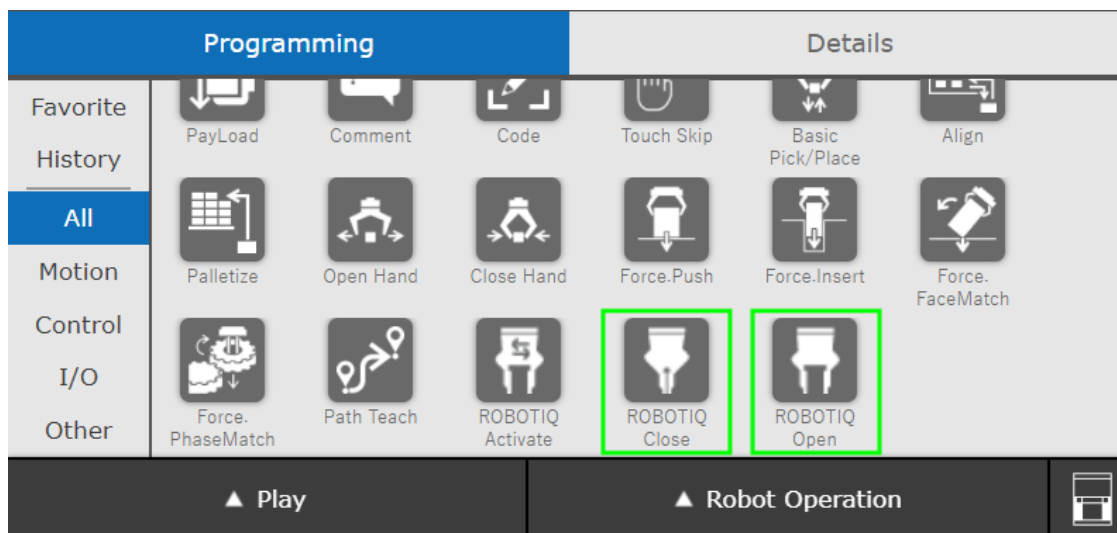 Programming
Details
Favorite
History
All
Motion
Control
I/O
Other
PayLoad
Comment
Code
Touch Skip
Basic
Pick/Place
Align
Palletize
Open Hand
Close Hand
Force.Push
Force.Insert
Force.
FaceMatch
Force.
PhaseMatch
Path Teach
ROBOTIQ
Activate
ROBOTIQ
Close
ROBOTIQ
Open
▲ Play
▲ Robot Operation